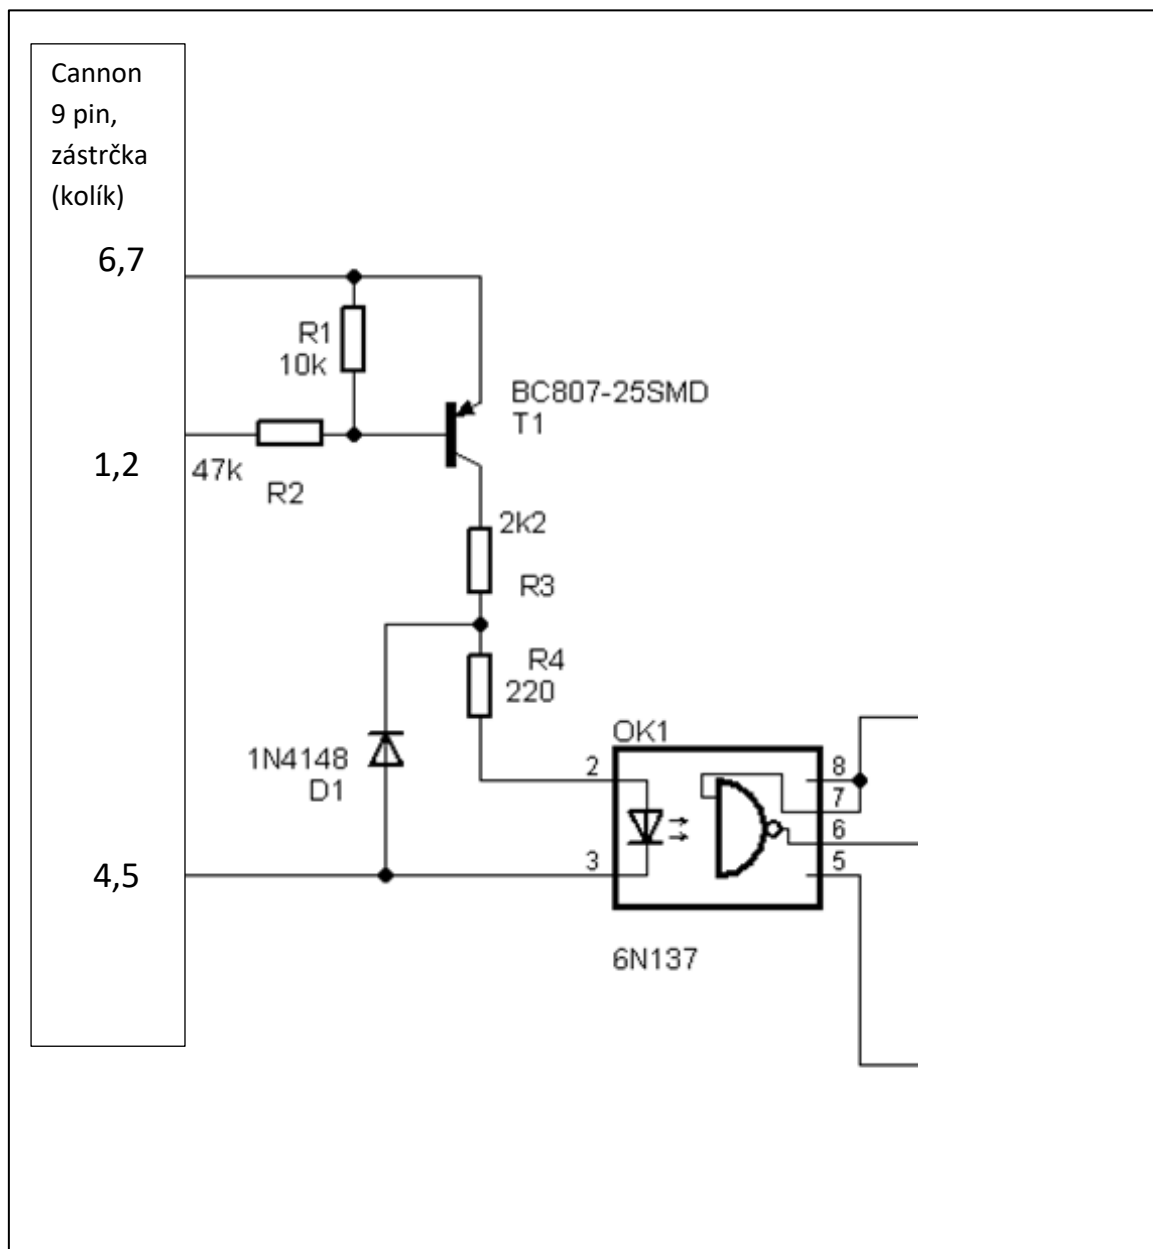 Cannon
9 pin,
zástrčka
(kolík)
6,7
R1
10k
BC807-25SMD
T1
1,2
47k
R2
2k2
R3
R4
220
1N4148
D1
OK1
2
8
7
6
3
5
4,5
6N137